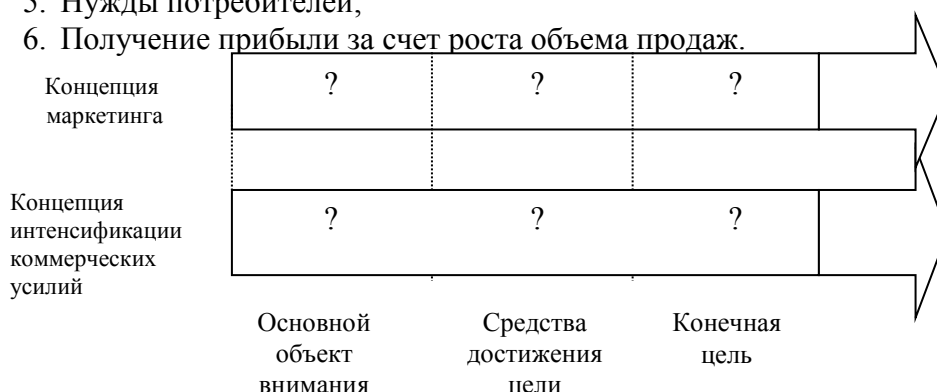 5. Нужды потребителей;
6. Получение прибыли за счет роста объема продаж.
Концепция
маркетинга
? ? ?
Концепция
интенсификации
коммерческих
усилий
? ? ?
Основной
объект
внимания
Средства
достижения
цели
Конечная
цель